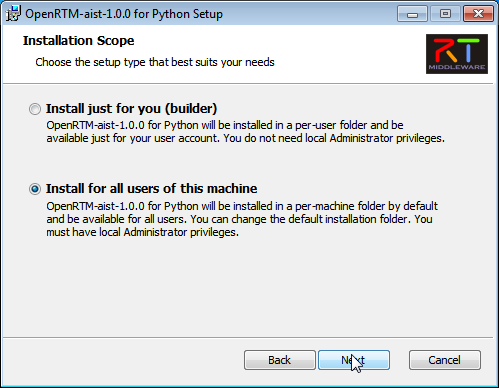 OpenRTM-aist-1.0.0 for Python Setup
Installation Scope
Choose the setup type that best suits your needs
RT
MIDDLEWARE
Install just for you (builder)
OpenRTM-aist-1.0.0 for Python will be installed in a per-user folder and be
available just for your user account. You do not need local Administrator privileges.
Install for all users of this machine
OpenRTM-aist-1.0.0 for Python will be installed in a per-machine folder by default
and be available for all users. You can change the default installation folder. You
must have local Administrator privileges.
Back
Next
Cancel